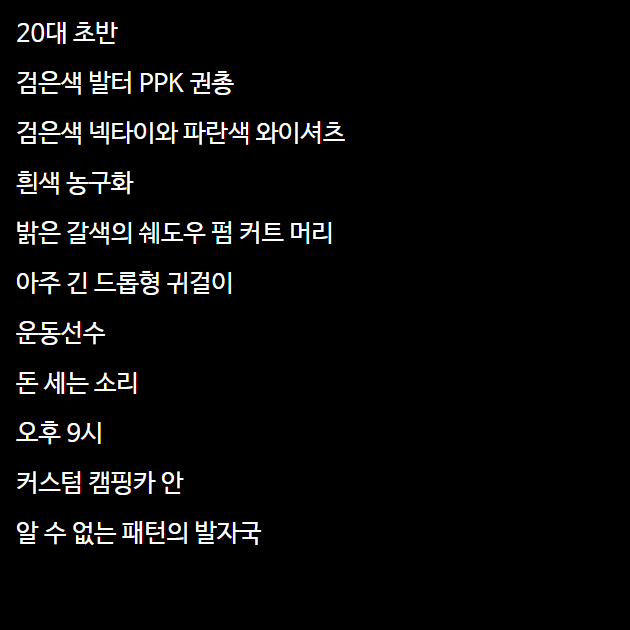 20대 초반
검은색 발터 PPK 권총
검은색 넥타이와 파란색 와이셔츠
흰색 농구화
밝은 갈색의 쉐도우 펌 커트 머리
아주 긴 드롭형 귀걸이
운동선수
돈 세는 소리
오후 9시
커스텀 캠핑카 안
알 수 없는 패턴의 발자국